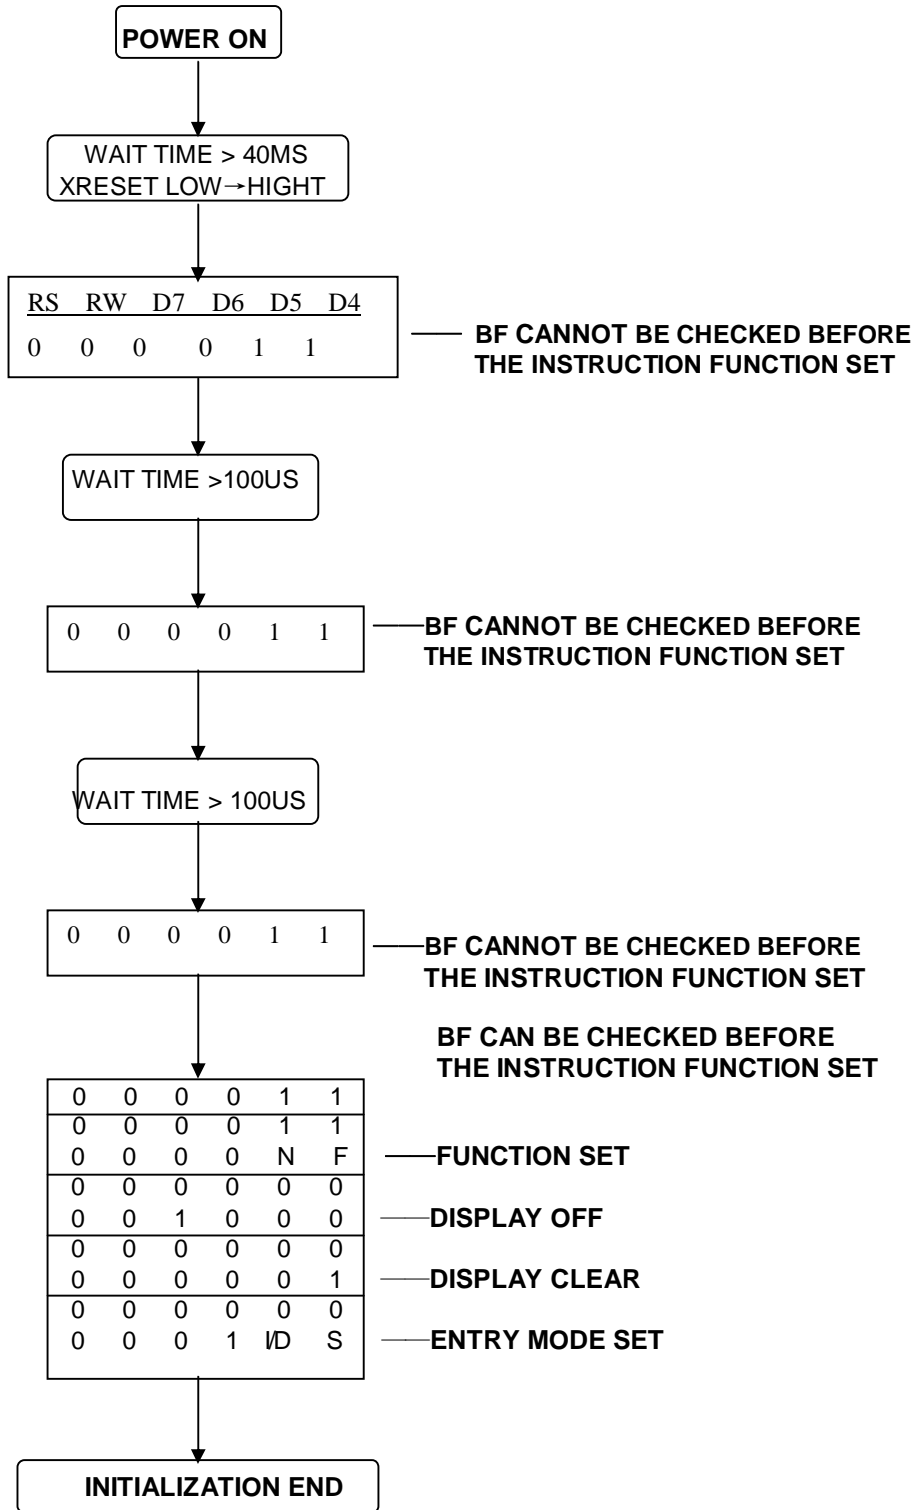 POWER ON
WAIT TIME > 40MS
XRESET LOW→HIGHT
RS RW D7 D6 D5 D4
0 0 0 0 1 1
BF CANNOT BE CHECKED BEFORE
THE INSTRUCTION FUNCTION SET
WAIT TIME >100US
0 0 0 0 1 1
BF CANNOT BE CHECKED BEFORE
THE INSTRUCTION FUNCTION SET
WAIT TIME > 100US
0 0 0 0 1 1
BF CANNOT BE CHECKED BEFORE
THE INSTRUCTION FUNCTION SET
BF CAN BE CHECKED BEFORE
THE INSTRUCTION FUNCTION SET
0 0 0 0 1 1
0 0 0 0 1 1
0 0 0 0 N F FUNCTION SET
0 0 0 0 0 0
0 0 1 0 0 0 DISPLAY OFF
0 0 0 0 0 0
0 0 0 0 0 1 DISPLAY CLEAR
0 0 0 0 0 0
0 0 0 1 I/D S ENTRY MODE SET
INITIALIZATION END